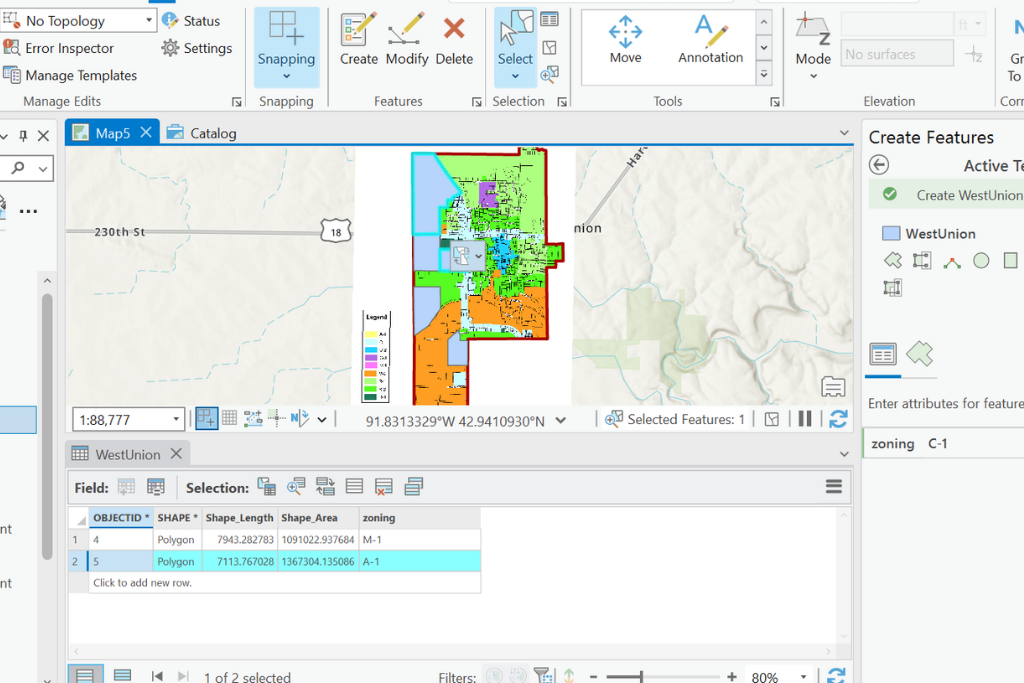 No Topology
Status
Error Inspector
Settings
Manage Templates
Manage Edits
Snapping
Snapping
Create
Modify
Delete
Features
Select
Selection
Move
Annotation
Tools
Mode
ft
No surfaces
Elevation
Map5
Catalog
230th St
18
nion
Legend
1:88,777
91.8313329°W 42.9410930°N
Selected Features: 1
WestUnion
Field:
Selection:
OBJECTID * SHAPE * Shape_Length Shape_Area zoning
1 4 Polygon 7943.282783 1091022.937684 M-1
2 5 Polygon 7113.767028 1367304.135086 A-1
Click to add new row.
1 of 2 selected
Filters:
80%
Create Features
Active Te
Create WestUnion
WestUnion
Enter attributes for feature
zoning C-1
nt
nt